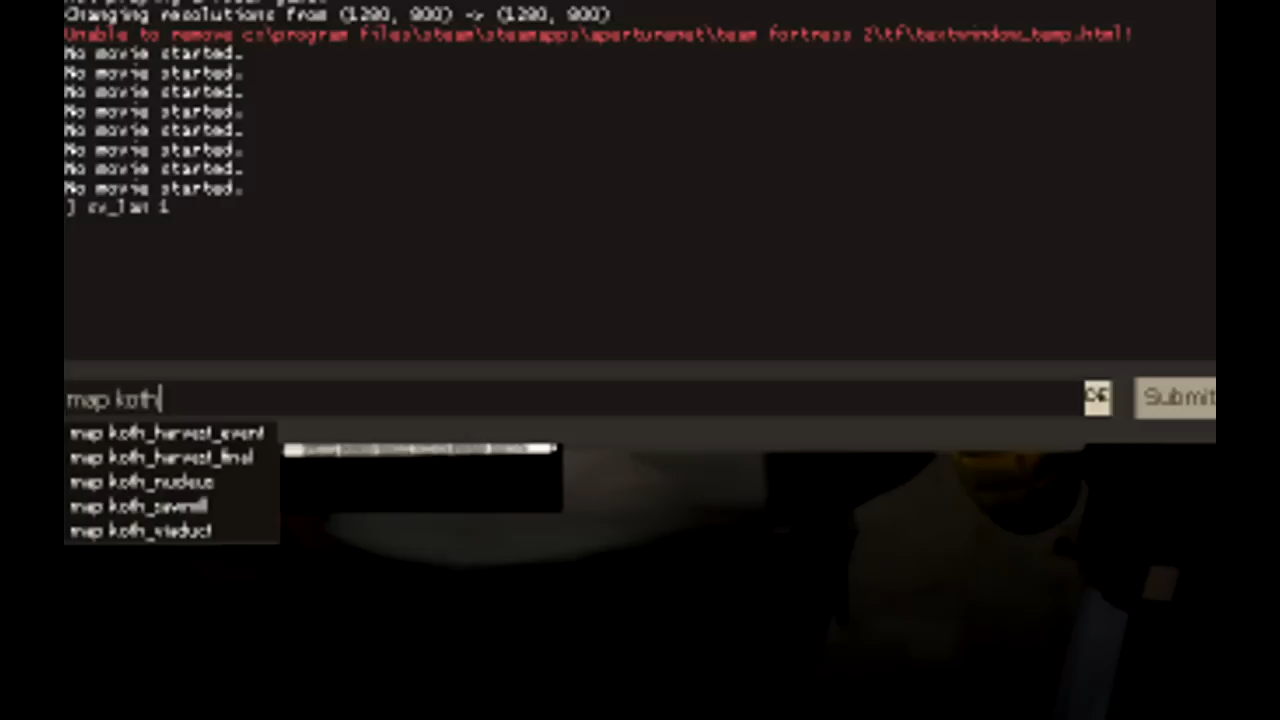 Changing resolutions from (1280, 800) -> (1280, 800)
Unable to remove c:\program files\steam\steamapps\aperturenet\team fortress 2\tf\textwindow_temp.html!
No movie started.
No movie started.
No movie started.
No movie started.
No movie started.
No movie started.
No movie started.
No movie started.
] sv_lan 1
map koth
DE
Submit
map koth_harvest_event
map koth_harvest_final
map koth_nucleus
map koth_sawmill
map koth_viaduct